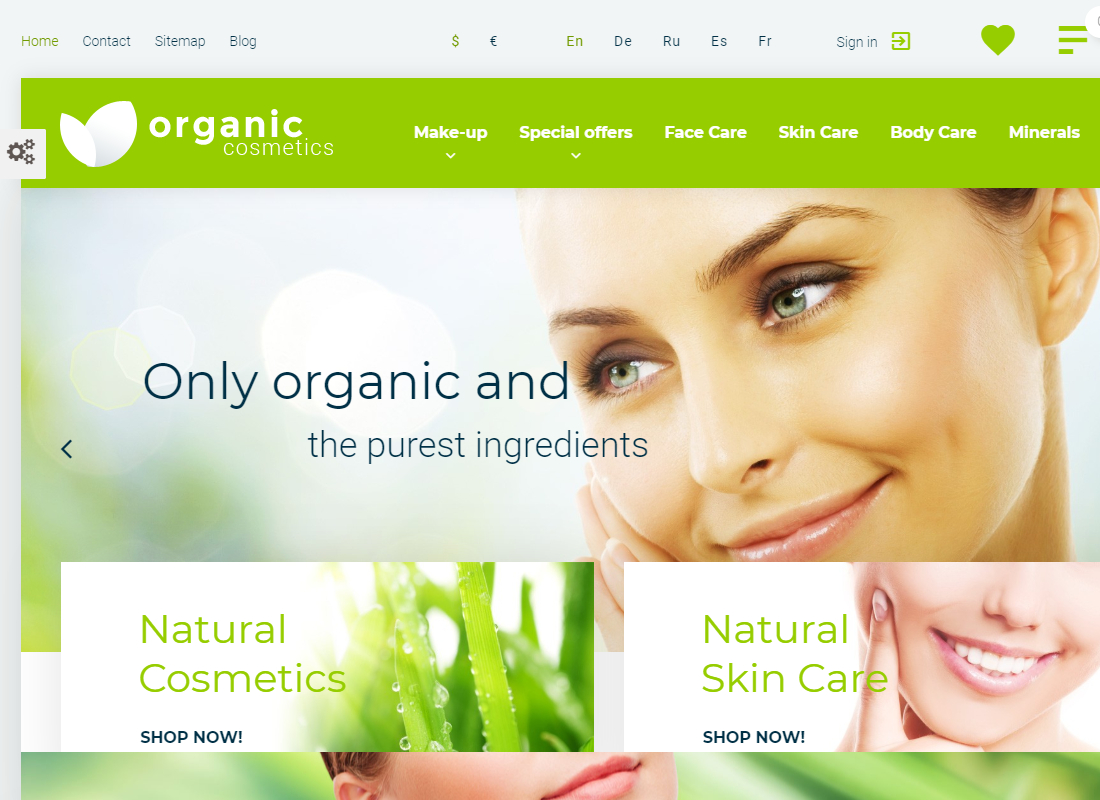 Home Contact Sitemap Blog $ € En De Ru Es Fr Sign in
organic
cosmetics
Make-up Special offers Face Care Skin Care Body Care Minerals
Only organic and
the purest ingredients
Natural
Cosmetics
SHOP NOW!
Natural
Skin Care
SHOP NOW!